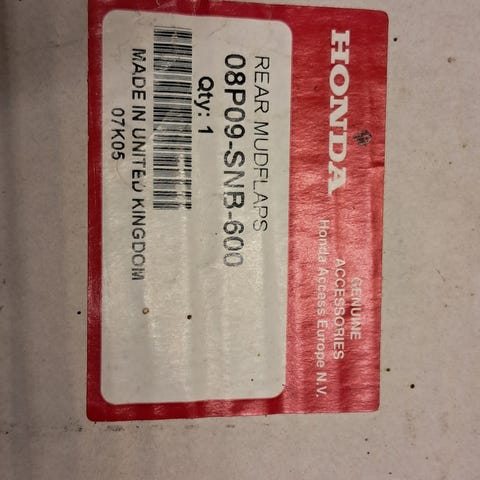 HONDA
GENUINE
ACCESSORIES
Honda Access Europe N.V.
REAR MUDFLAPS
08P09-SNB-600
Qty: 1
MADE IN UNITED KINGDOM
07K05